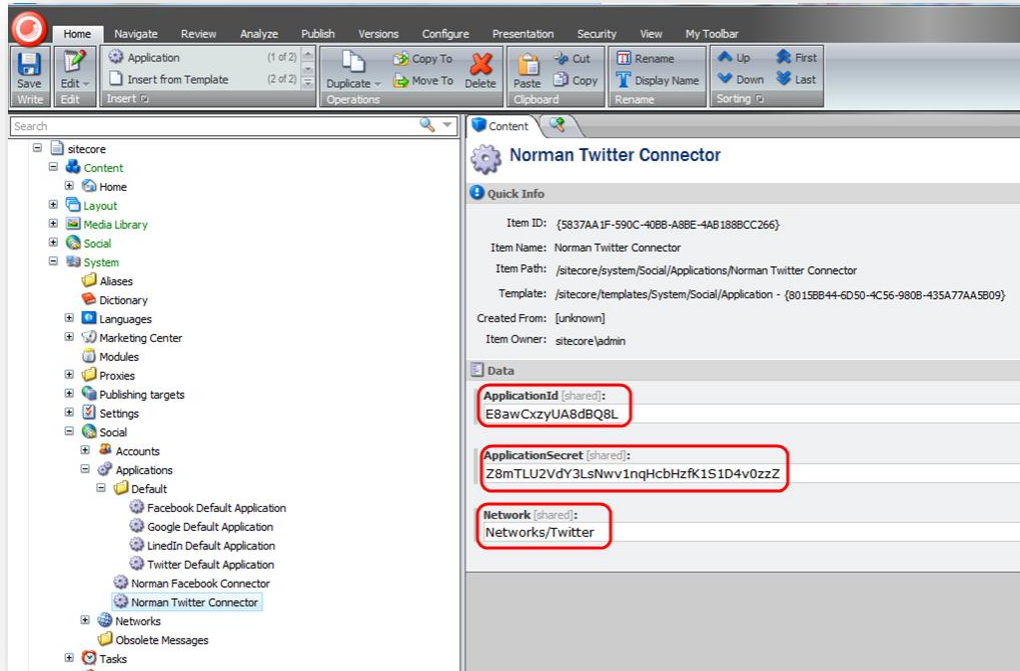 Home Navigate Review Analyze Publish Versions Configure Presentation Security View My Toolbar
Save
Write
Edit
Edit
Application (1 of 2)
Insert from Template (2 of 2)
Insert
Duplicate
Copy To
Move To
Delete
Operations
Paste
Cut
Copy
Clipboard
Rename
Display Name
Rename
Up
Down
First
Last
Sorting
Search
sitecore
Content
Home
Layout
Media Library
Social
System
Aliases
Dictionary
Languages
Marketing Center
Modules
Proxies
Publishing targets
Settings
Social
Accounts
Applications
Default
Facebook Default Application
Google Default Application
LinedIn Default Application
Twitter Default Application
Norman Facebook Connector
Norman Twitter Connector
Networks
Obsolete Messages
Tasks
Content
Norman Twitter Connector
Quick Info
Item ID: {5837AA1F-590C-40BB-A8BE-4AB188BCC266}
Item Name: Norman Twitter Connector
Item Path: /sitecore/system/Social/Applications/Norman Twitter Connector
Template: /sitecore/templates/System/Social/Application - {8015BB44-6D50-4C56-980B-435A77AA5B09}
Created From: [unknown]
Item Owner: sitecore\admin
Data
ApplicationId [shared]:
E8awCxzyUA8dBQ8L
ApplicationSecret [shared]:
Z8mTLU2VdY3LsNwv1nqHcbHzfK1S1D4v0zzZ
Network [shared]:
Networks/Twitter